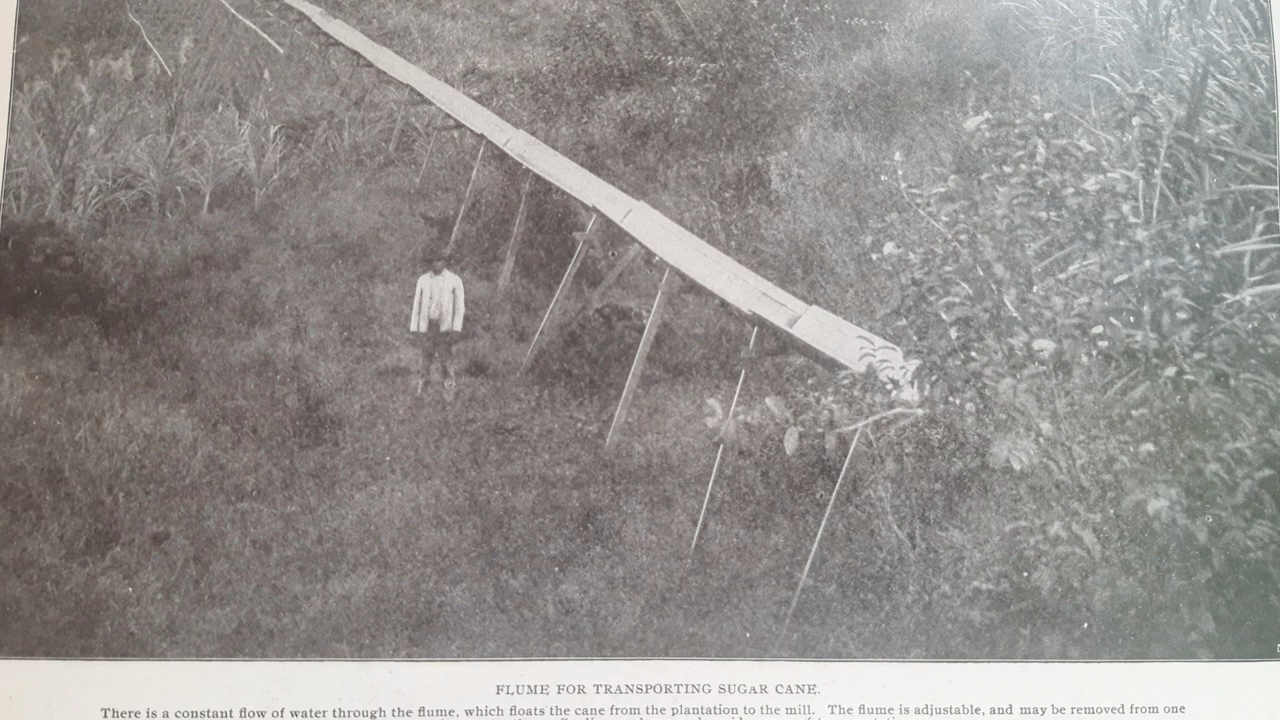 FLUME FOR TRANSPORTING SUGAR CANE.
There is a constant flow of water through the flume, which floats the cane from the plantation to the mill. The flume is adjustable, and may be removed from one